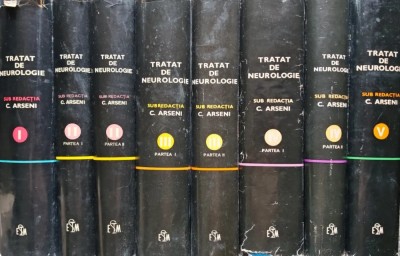 TRATAT
DE
NEUROLOGIE
SUB REDACTIA
C. ARSENI
I
TRATAT
DE
NEUROLOGIE
SUB REDACȚIA
C. ARSENI
II
PARTEA I
TRATAT
DE
NEUROLOGIE
SUB REDACȚIA
C. ARSENI
II
PARTEA II
TRATAT
DE
NEUROLOGIE
SUB REDACȚIA
C. ARSENI
III
PARTEA I
TRATAT
DE
NEUROLOGIE
SUB REDACȚIA
C. ARSENI
III
PARTEA II
TRATAT
DE
NEUROLOGIE
SUB REDACȚIA
C. ARSENI
PARTEA I
TRATAT
DE
NEUROLOGIE
SUB REDACȚIA
C. ARSENI
PARTEA II
TRATAT
DE
NEUROLOGIE
SUB REDACȚIA
C. ARSENI
V